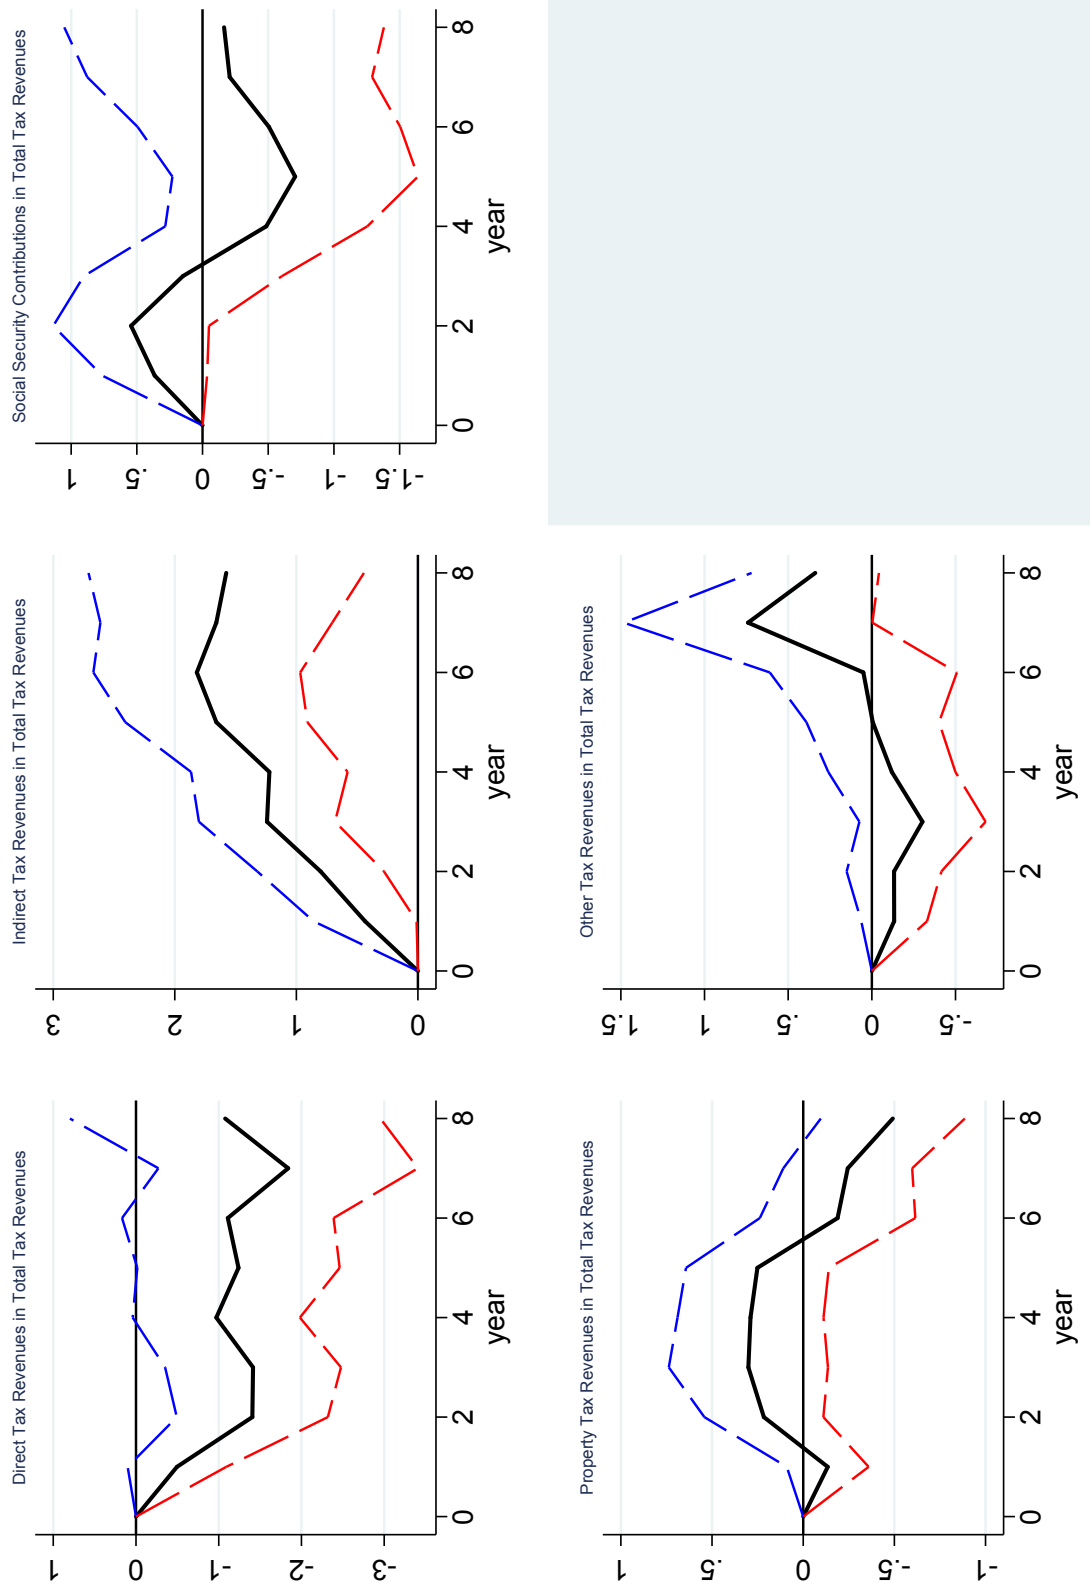 Direct Tax Revenues in Total Tax Revenues
1
0
-1
-2
-3
0 2 4 6 8
year
Indirect Tax Revenues in Total Tax Revenues
3
2
1
0
0 2 4 6 8
year
Social Security Contributions in Total Tax Revenues
1
.5
0
-.5
-1
-1.5
0 2 4 6 8
year
Property Tax Revenues in Total Tax Revenues
1
.5
0
-.5
-1
0 2 4 6 8
year
Other Tax Revenues in Total Tax Revenues
1.5
1
.5
0
-.5
0 2 4 6 8
year